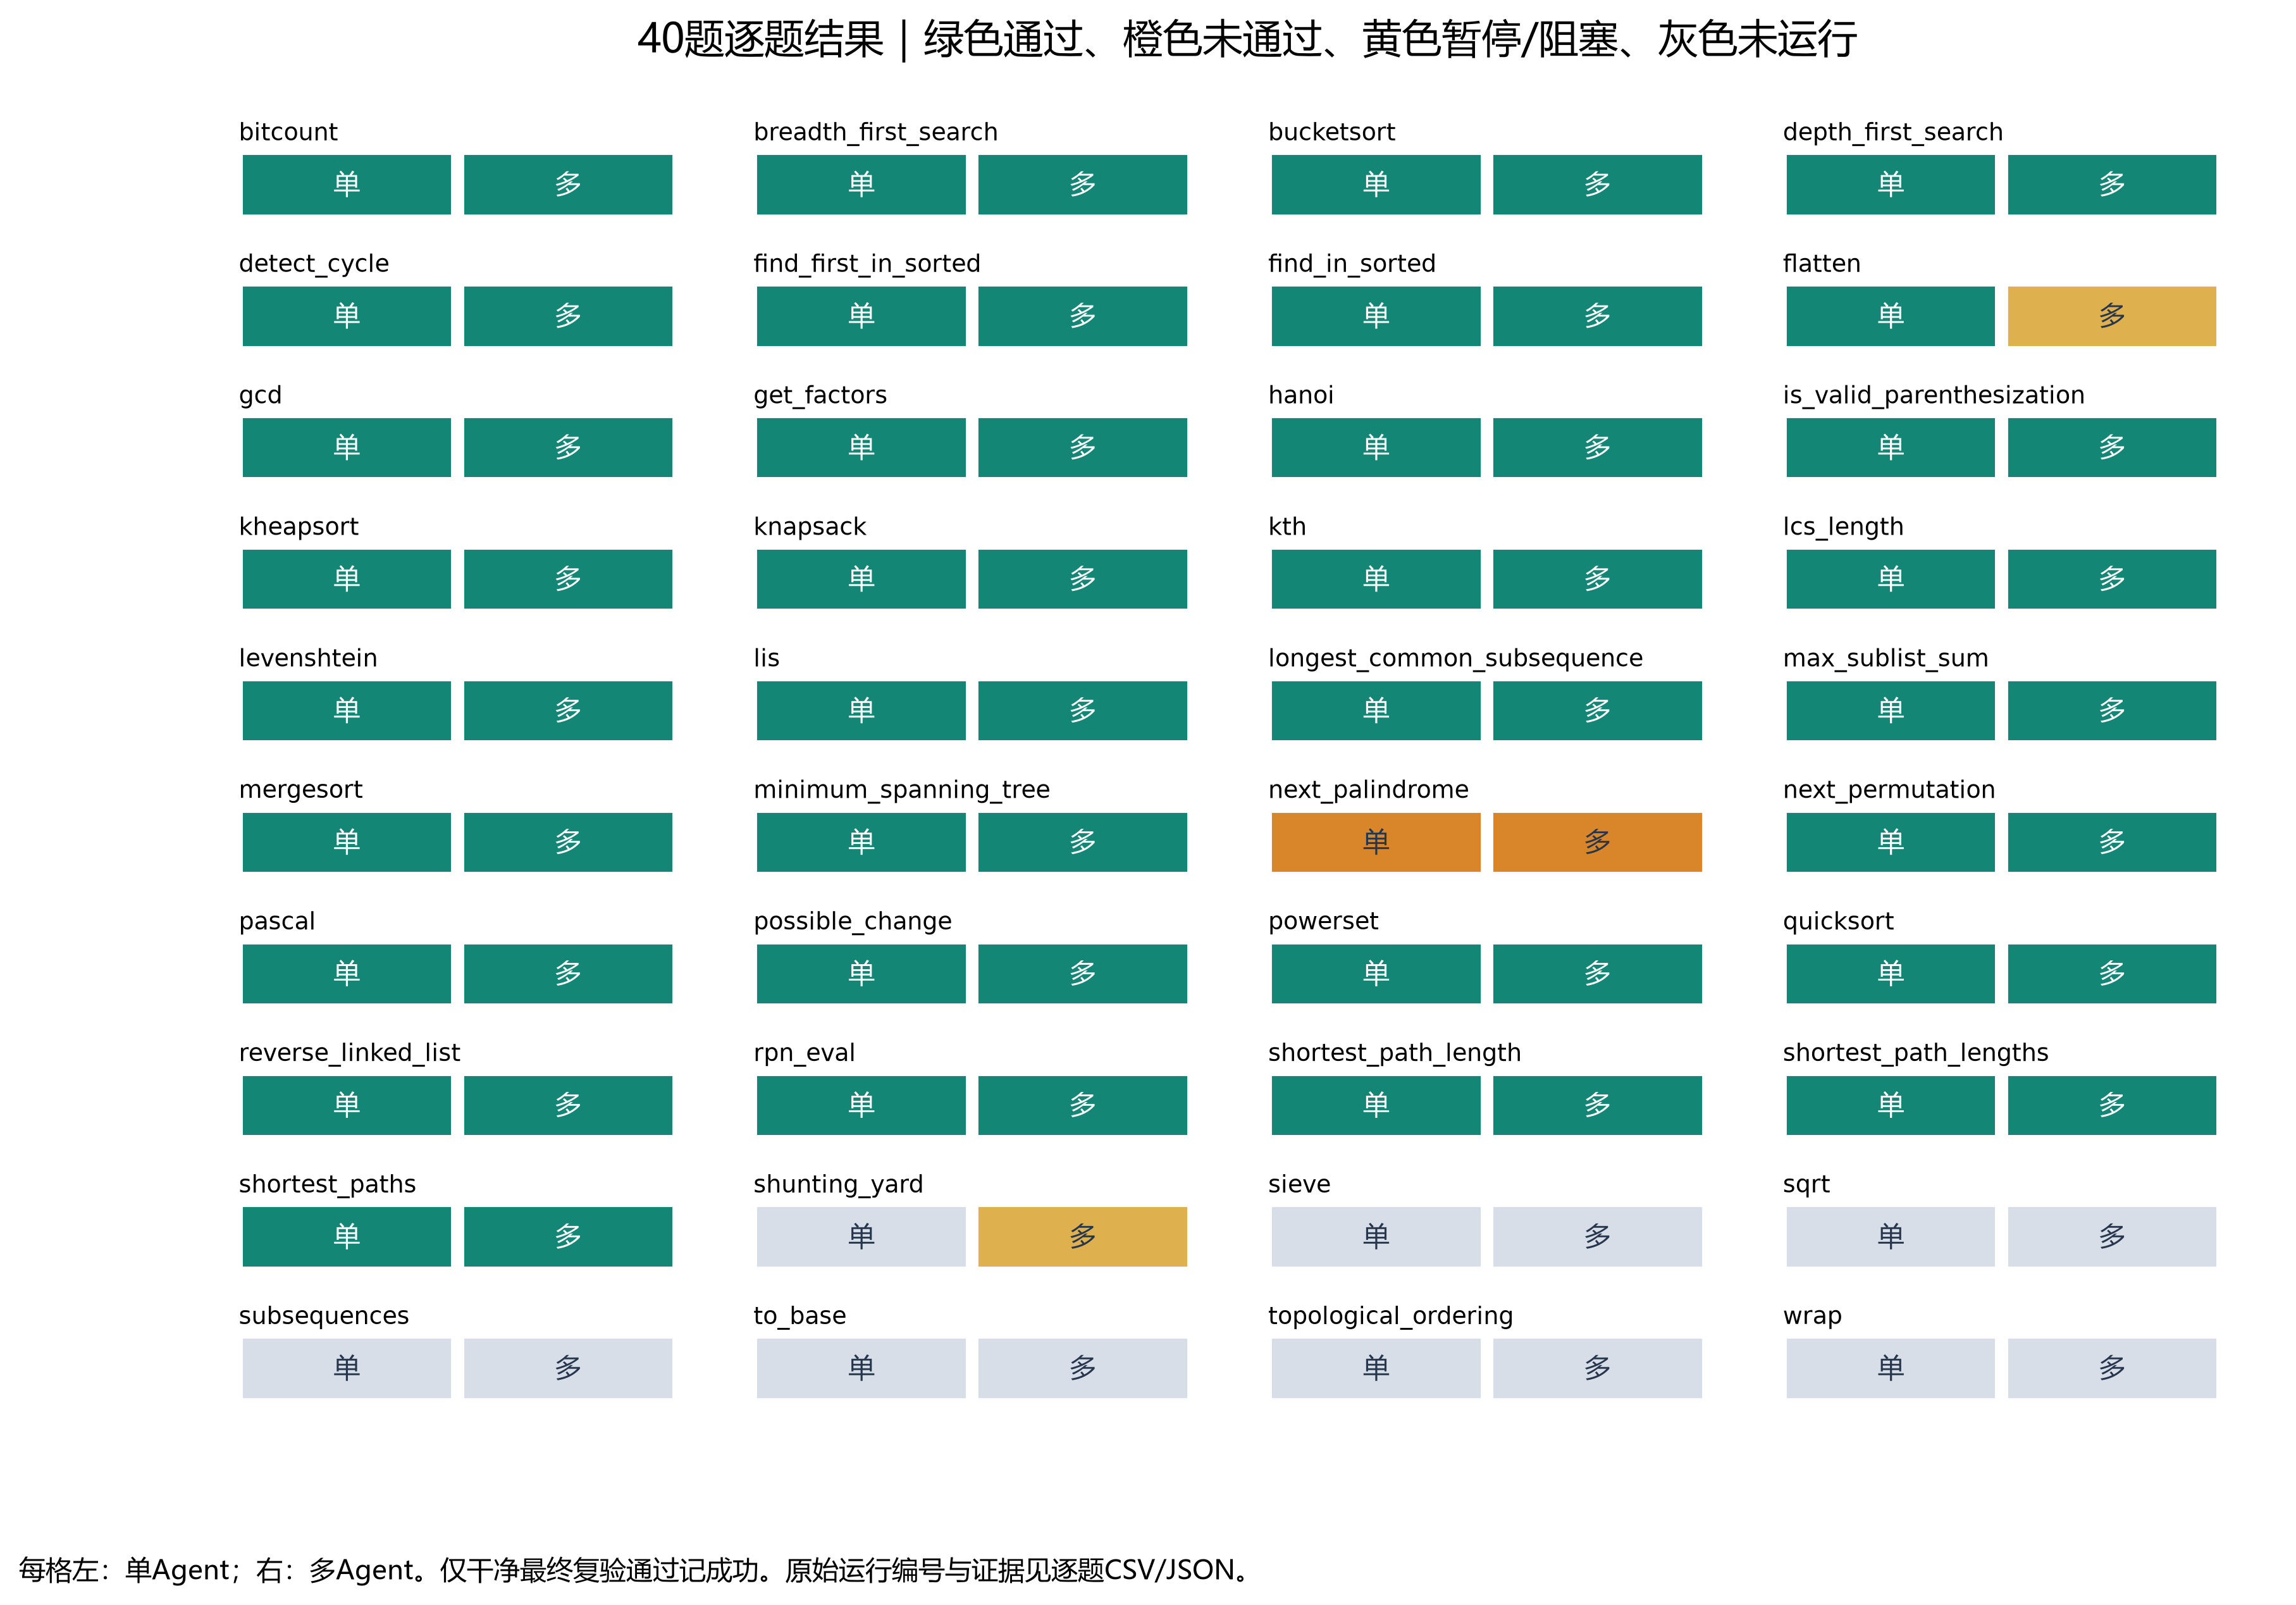 40题逐题结果 | 绿色通过、橙色未通过、黄色暂停/阻塞、灰色未运行
bitcount breadth_first_search bucketsort depth_first_search
单 多 单 多 单 多 单 多
detect_cycle find_first_in_sorted find_in_sorted flatten
单 多 单 多 单 多 单 多
gcd get_factors hanoi is_valid_parenthesization
单 多 单 多 单 多 单 多
kheapsort knapsack kth lcs_length
单 多 单 多 单 多 单 多
levenshtein lis longest_common_subsequence max_sublist_sum
单 多 单 多 单 多 单 多
mergesort minimum_spanning_tree next_palindrome next_permutation
单 多 单 多 单 多 单 多
pascal possible_change powerset quicksort
单 多 单 多 单 多 单 多
reverse_linked_list rpn_eval shortest_path_length shortest_path_lengths
单 多 单 多 单 多 单 多
shortest_paths shunting_yard sieve sqrt
单 多 单 多 单 多 单 多
subsequences to_base topological_ordering wrap
单 多 单 多 单 多 单 多
每格左：单Agent；右：多Agent。仅干净最终复验通过记成功。原始运行编号与证据见逐题CSV/JSON。